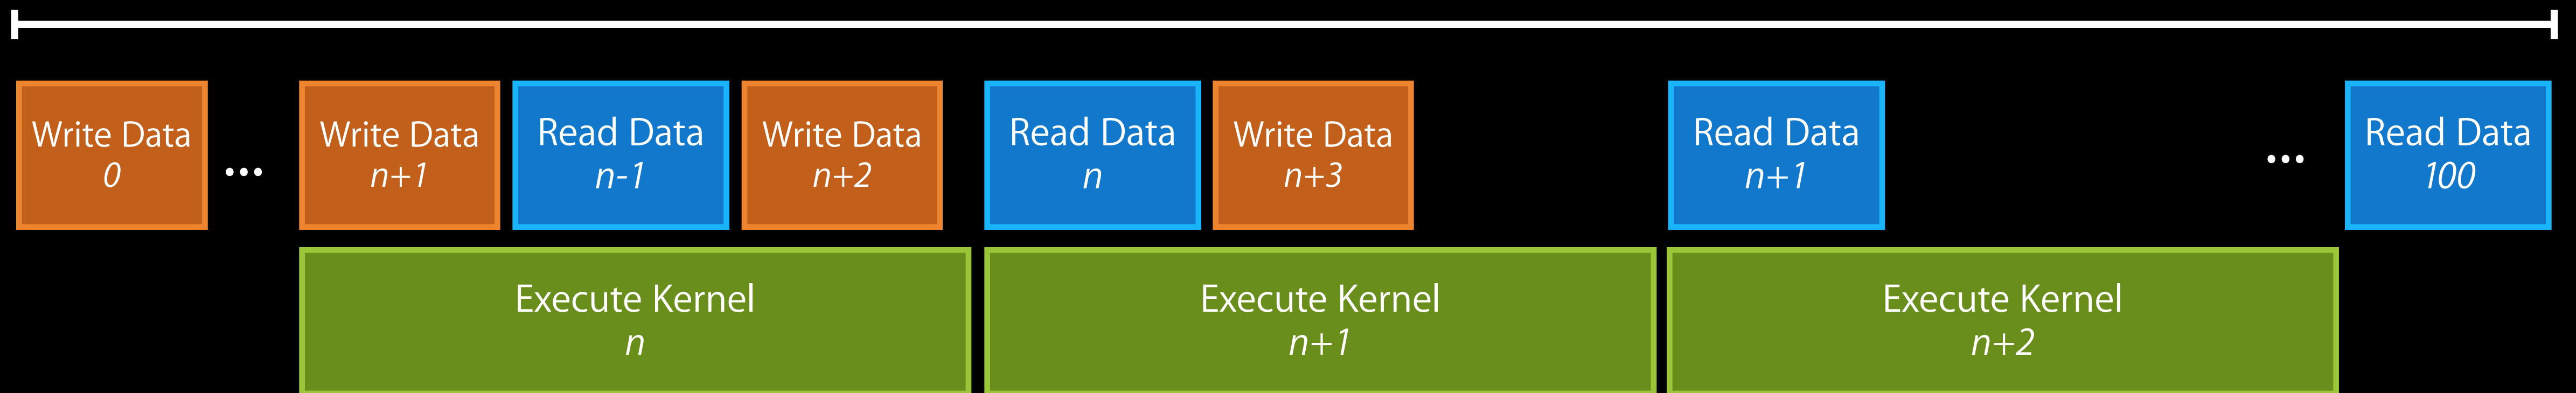 Write Data
0
...
Write Data
n+1
Read Data
n-1
Write Data
n+2
Read Data
n
Write Data
n+3
Read Data
n+1
...
Read Data
100
Execute Kernel
n
Execute Kernel
n+1
Execute Kernel
n+2